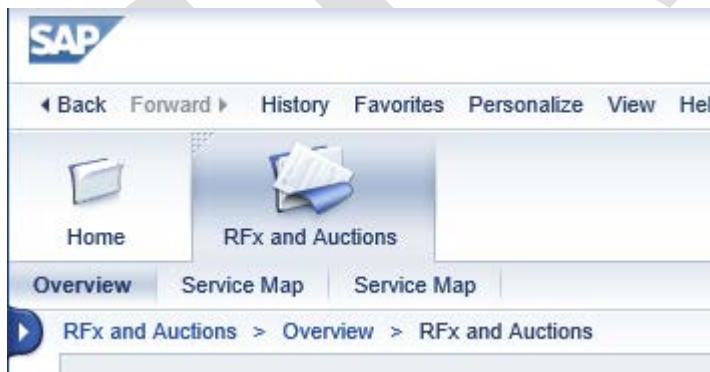 SAP
Back Forward History Favorites Personalize View Hel
Home RFx and Auctions
Overview Service Map Service Map
RFx and Auctions > Overview > RFx and Auctions